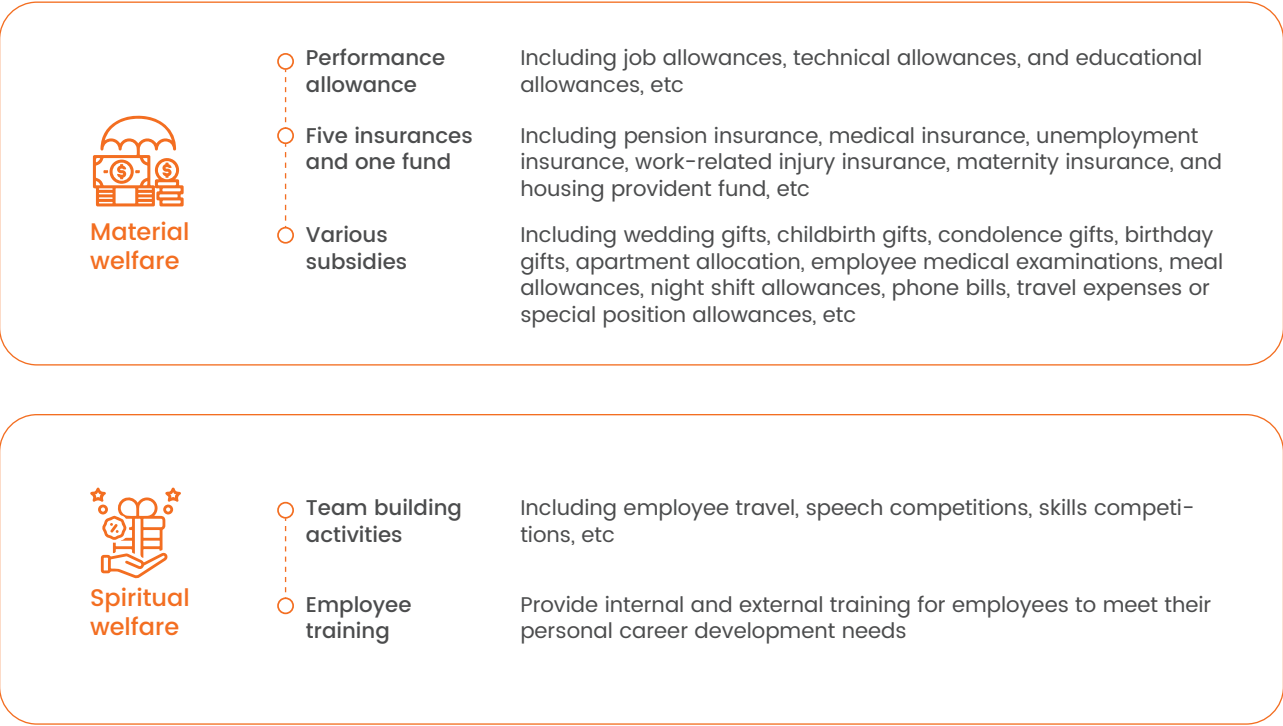 Material
welfare
Performance
allowance
Including job allowances, technical allowances, and educational
allowances, etc
Five insurances
and one fund
Including pension insurance, medical insurance, unemployment
insurance, work-related injury insurance, maternity insurance, and
housing provident fund, etc
Various
subsidies
Including wedding gifts, childbirth gifts, condolence gifts, birthday
gifts, apartment allocation, employee medical examinations, meal
allowances, night shift allowances, phone bills, travel expenses or
special position allowances, etc
Spiritual
welfare
Team building
activities
Including employee travel, speech competitions, skills competi-
tions, etc
Employee
training
Provide internal and external training for employees to meet their
personal career development needs